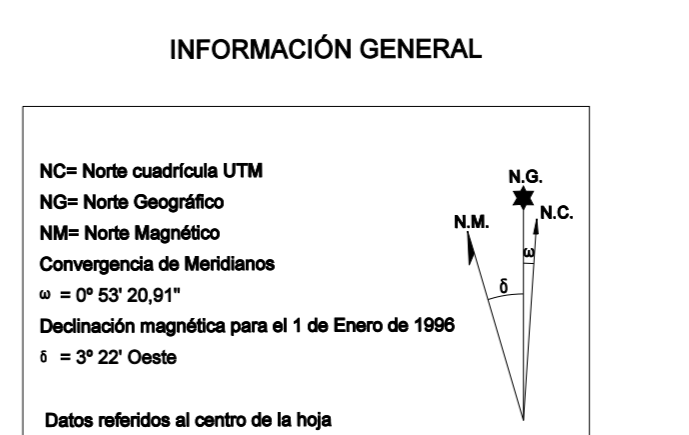 INFORMACIÓN GENERAL
NC= Norte cuadrícula UTM
NG= Norte Geográfico
NM= Norte Magnético
Convergencia de Meridianos
ω = 0º 53' 20,91"
Declinación magnética para el 1 de Enero de 1996
δ = 3º 22' Oeste
Datos referidos al centro de la hoja
N.G.
N.M.
N.C.
ω
δ